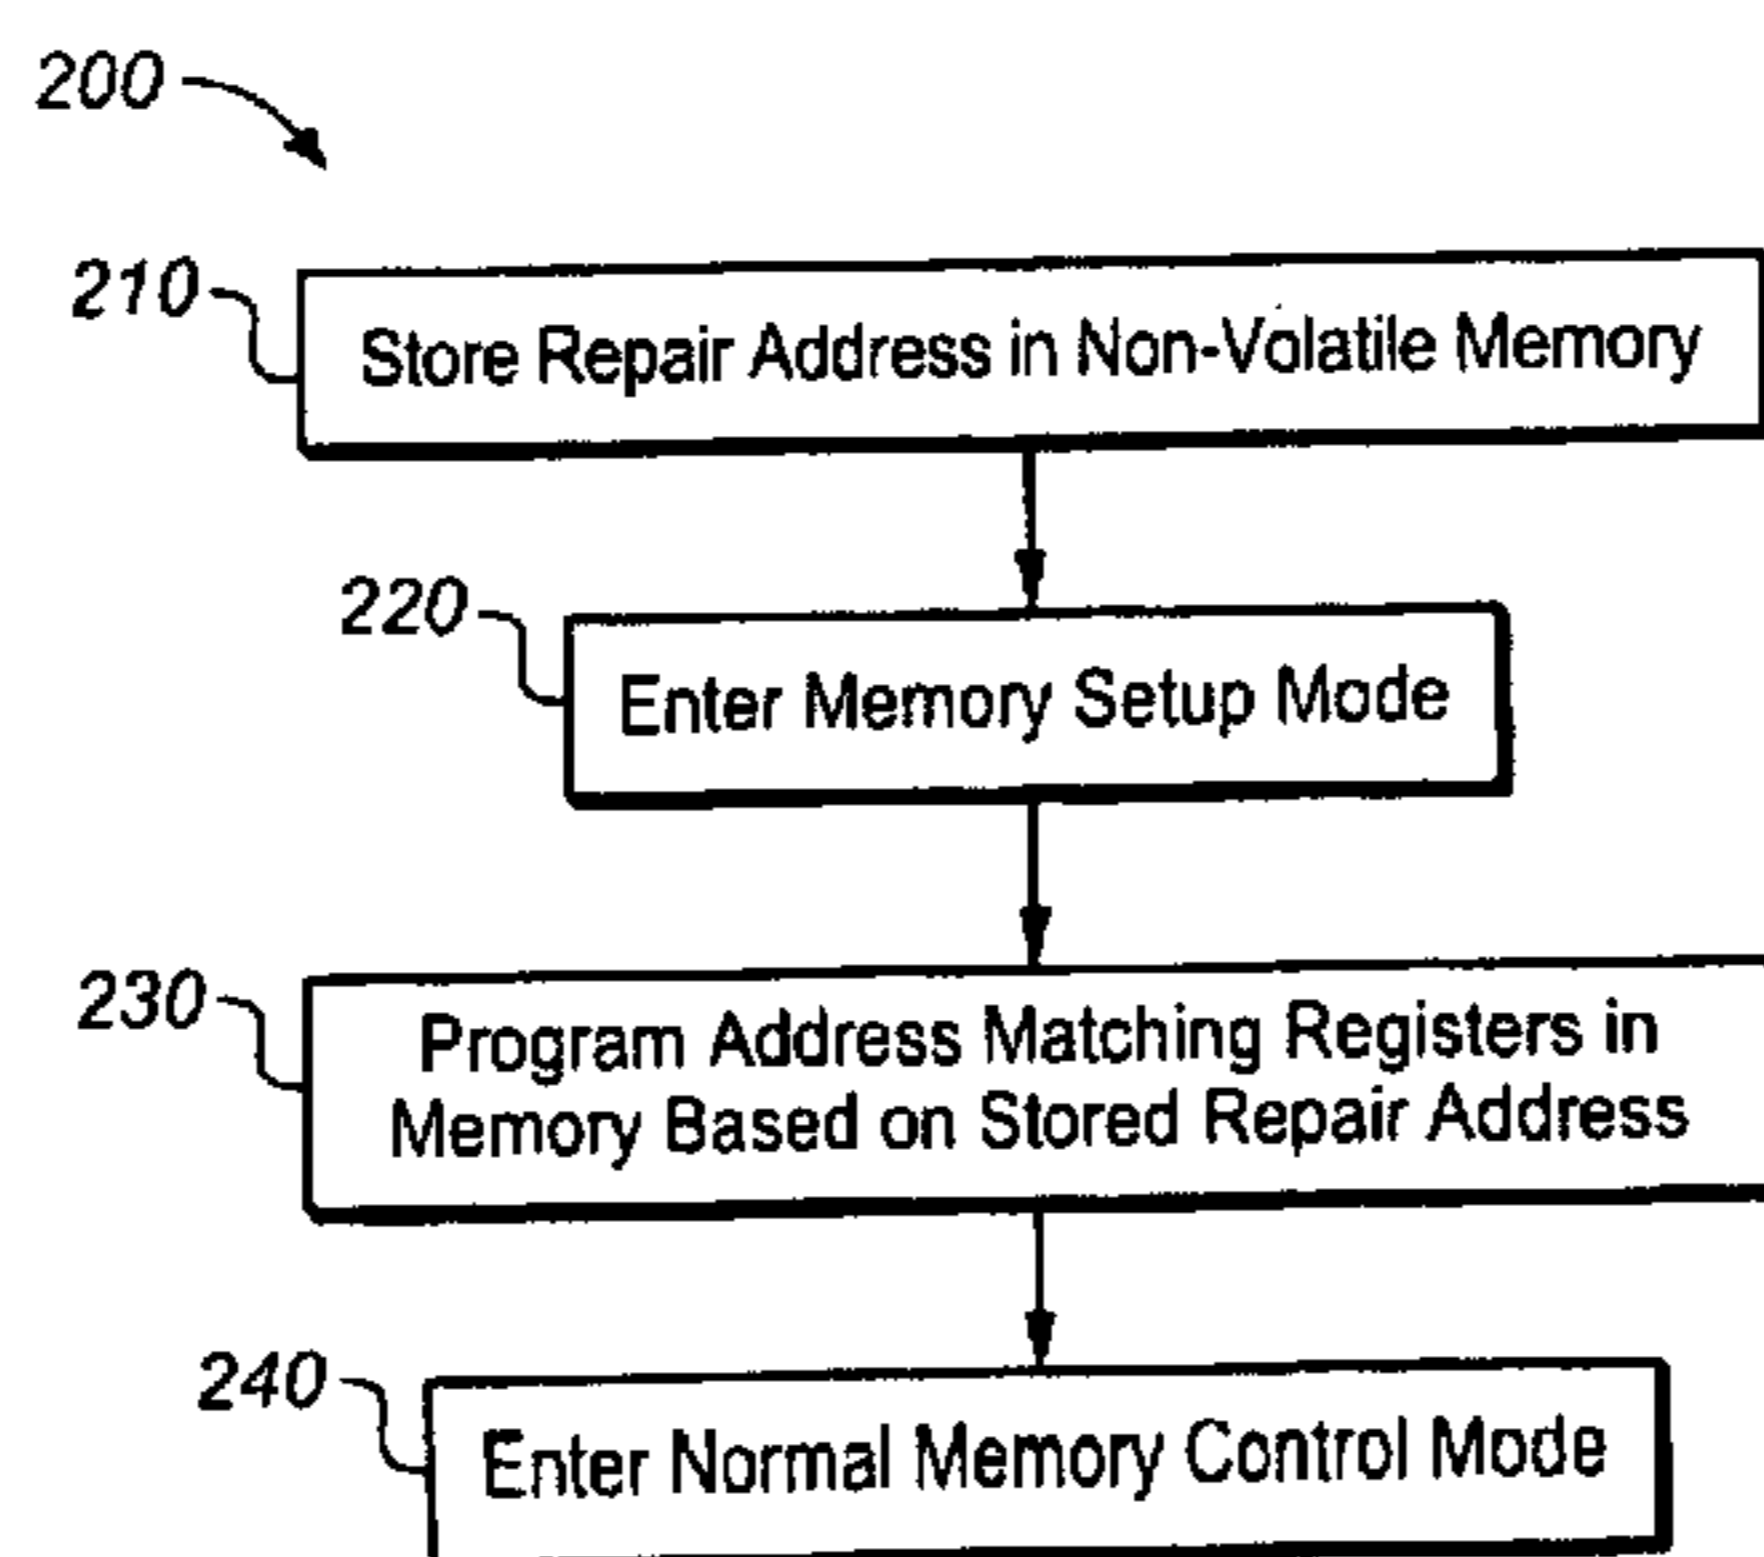 200
210
Store Repair Address in Non-Volatile Memory
220
Enter Memory Setup Mode
230
Program Address Matching Registers in
Memory Based on Stored Repair Address
240
Enter Normal Memory Control Mode